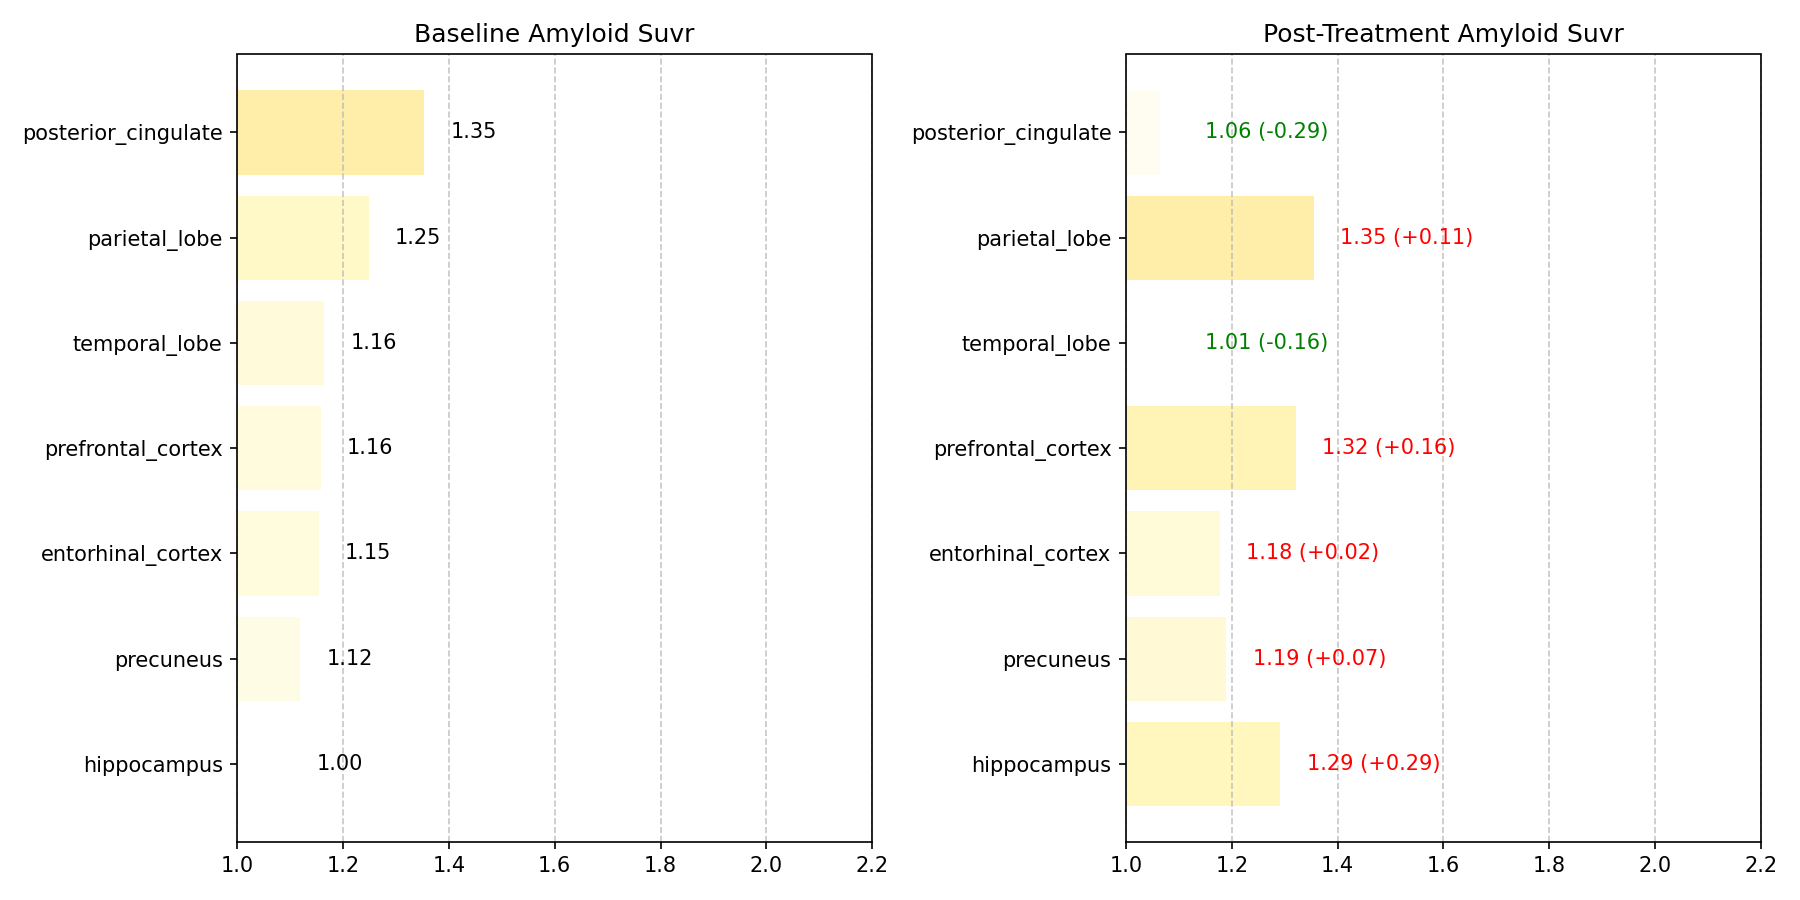 Baseline Amyloid Suvr
posterior_cingulate
1.35
parietal_lobe
1.25
temporal_lobe
1.16
prefrontal_cortex
1.16
entorhinal_cortex
1.15
precuneus
1.12
hippocampus
1.00
1.0 1.2 1.4 1.6 1.8 2.0 2.2
Post-Treatment Amyloid Suvr
posterior_cingulate
1.06 (-0.29)
parietal_lobe
1.35 (+0.11)
temporal_lobe
1.01 (-0.16)
prefrontal_cortex
1.32 (+0.16)
entorhinal_cortex
1.18 (+0.02)
precuneus
1.19 (+0.07)
hippocampus
1.29 (+0.29)
1.0 1.2 1.4 1.6 1.8 2.0 2.2